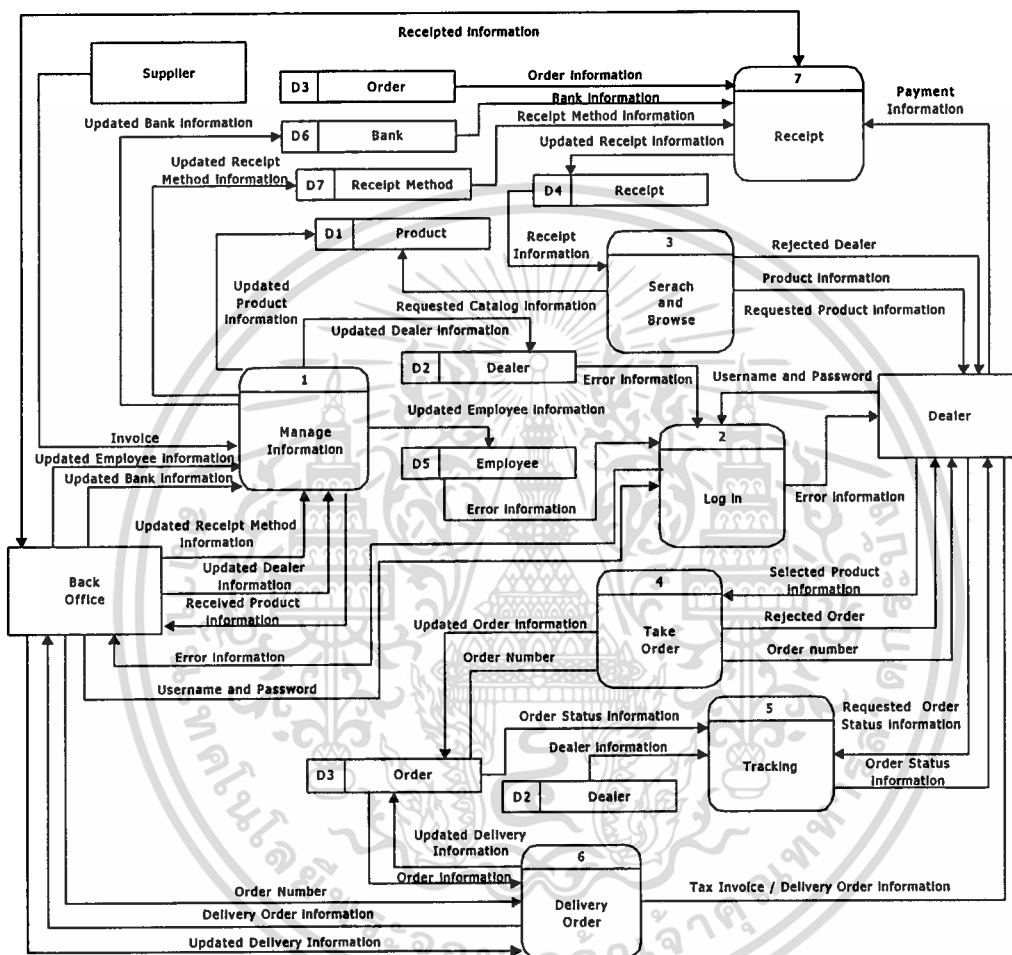 Receipted Information
Supplier
D3 Order
Order Information
7
Receipt
Payment
Information
Bank Information
Updated Bank Information
D6 Bank
Receipt Method Information
Updated Receipt Information
Updated Receipt
Method Information
D7 Receipt Method
D4 Receipt
D1 Product
Receipt
Information
3
Serach
and
Browse
Rejected Dealer
Product Information
Requested Product Information
Updated
Product
Information
Requested Catalog Information
Updated Dealer Information
D2 Dealer
Error Information
Username and Password
Dealer
1
Manage
Information
Updated Employee Information
D5 Employee
Error Information
2
Log In
Error Information
Invoice
Updated Employee Information
Updated Bank Information
Updated Receipt Method
Information
Back
Office
Updated Dealer
Information
Received Product
Information
Error Information
Username and Password
Selected Product
Information
4
Take
Order
Rejected Order
Order number
Updated Order Information
Order Number
5
Tracking
Requested Order
Status Information
Order Status
Information
Order Status Information
Dealer Information
D3 Order
D2 Dealer
Updated Delivery
Information
Order Information
6
Delivery
Order
Tax Invoice / Delivery Order Information
Order Number
Delivery Order Information
Updated Delivery Information